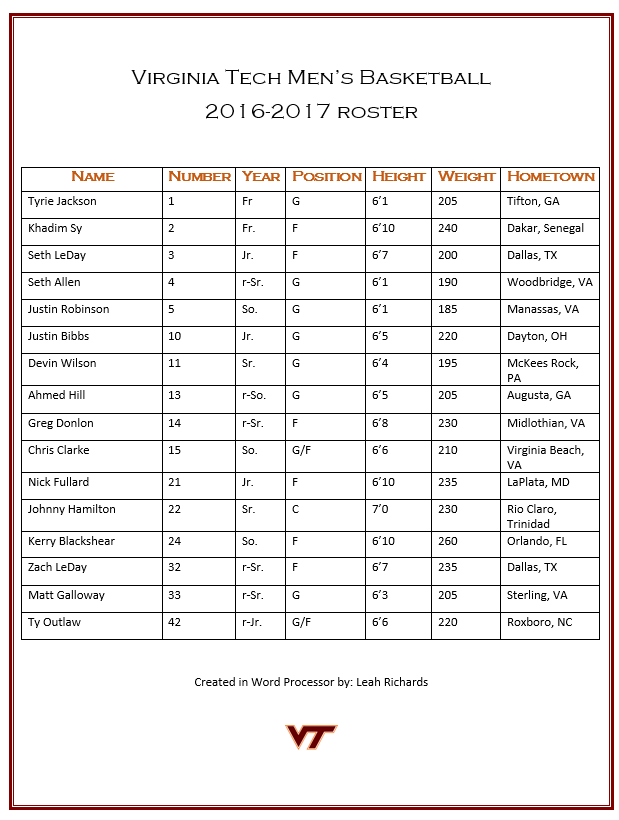 Virginia Tech Men's Basketball
2016-2017 roster
Name Number Year Position Height Weight Hometown
Tyrie Jackson 1 Fr G 6'1 205 Tifton, GA
Khadim Sy 2 Fr. F 6'10 240 Dakar, Senegal
Seth LeDay 3 Jr. F 6'7 200 Dallas, TX
Seth Allen 4 r-Sr. G 6'1 190 Woodbridge, VA
Justin Robinson 5 So. G 6'1 185 Manassas, VA
Justin Bibbs 10 Jr. G 6'5 220 Dayton, OH
Devin Wilson 11 Sr. G 6'4 195 McKees Rock,
PA
Ahmed Hill 13 r-So. G 6'5 205 Augusta, GA
Greg Donlon 14 r-Sr. F 6'8 230 Midlothian, VA
Chris Clarke 15 So. G/F 6'6 210 Virginia Beach,
VA
Nick Fullard 21 Jr. F 6'10 235 LaPlata, MD
Johnny Hamilton 22 Sr. C 7'0 230 Rio Claro,
Trinidad
Kerry Blackshear 24 So. F 6'10 260 Orlando, FL
Zach LeDay 32 r-Sr. F 6'7 235 Dallas, TX
Matt Galloway 33 r-Sr. G 6'3 205 Sterling, VA
Ty Outlaw 42 r-Jr. G/F 6'6 220 Roxboro, NC
Created in Word Processor by: Leah Richards
VT